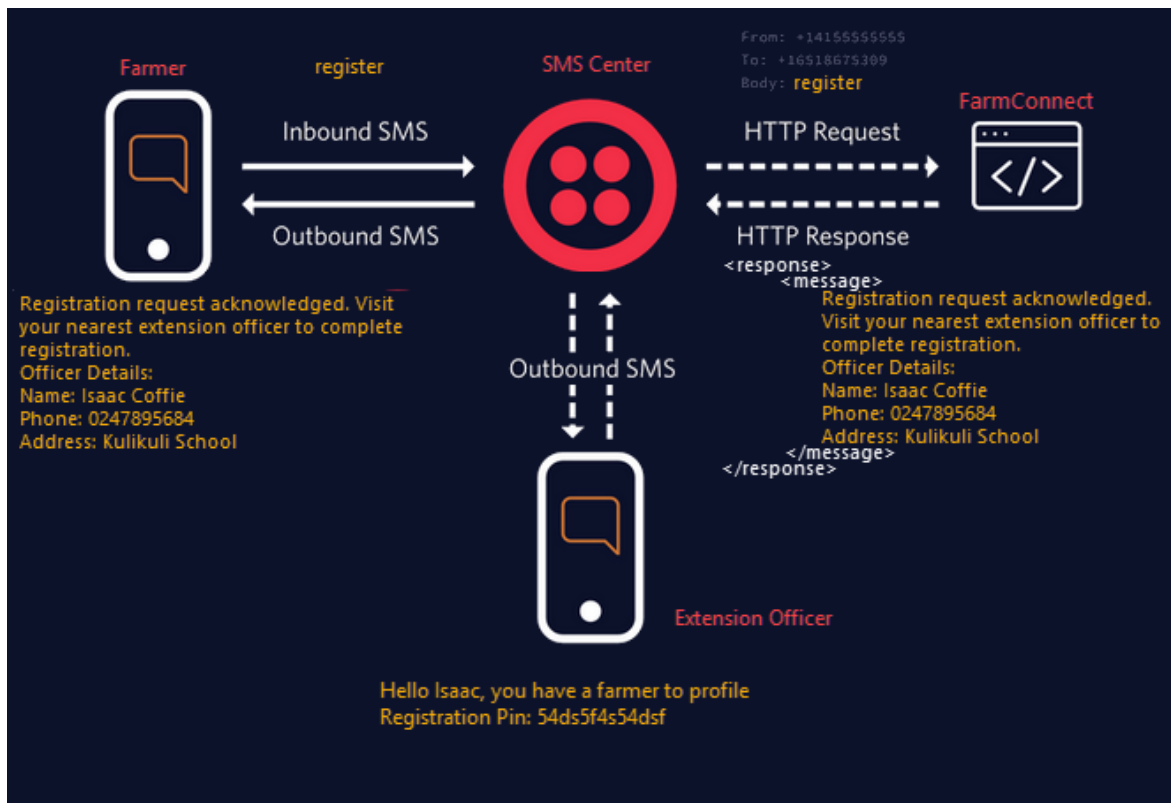 Farmer
register
SMS Center
From: +14155555555
To: +16518675309
Body: register
FarmConnect
Inbound SMS
HTTP Request
</>
Outbound SMS
HTTP Response
<response>
<message>
Registration request acknowledged. Visit
your nearest extension officer to complete
registration.
Officer Details:
Name: Isaac Coffie
Phone: 0247895684
Address: Kulikuli School
Registration request acknowledged.
Visit your nearest extension officer to
complete registration.
Officer Details:
Name: Isaac Coffie
Phone: 0247895684
Address: Kulikuli School
</message>
</response>
Outbound SMS
Extension Officer
Hello Isaac, you have a farmer to profile
Registration Pin: 54ds5f4s54dsf